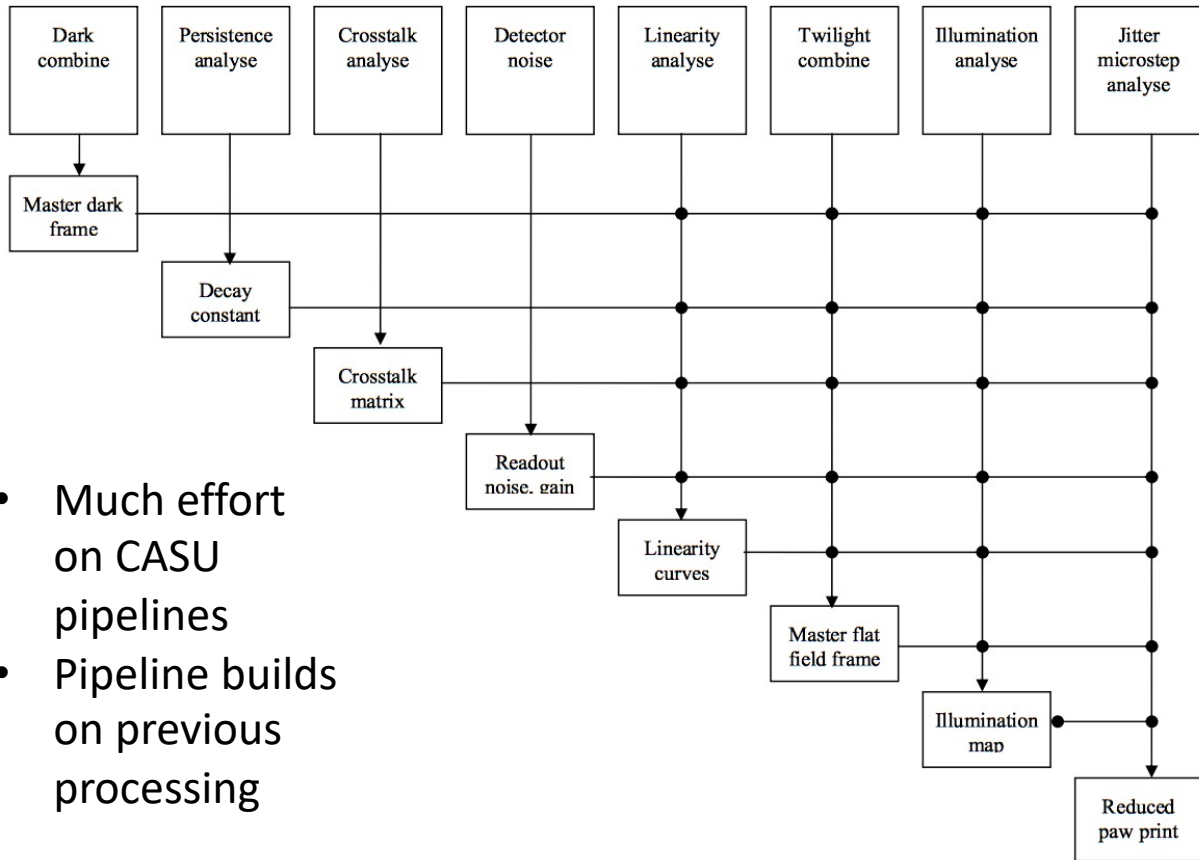 Dark
combine
Persistence
analyse
Crosstalk
analyse
Detector
noise
Linearity
analyse
Twilight
combine
Illumination
analyse
Jitter
microstep
analyse
Master dark
frame
Decay
constant
Crosstalk
matrix
Readout
noise, gain
Linearity
curves
Master flat
field frame
Illumination
map
Reduced
paw print
• Much effort
on CASU
pipelines
• Pipeline builds
on previous
processing